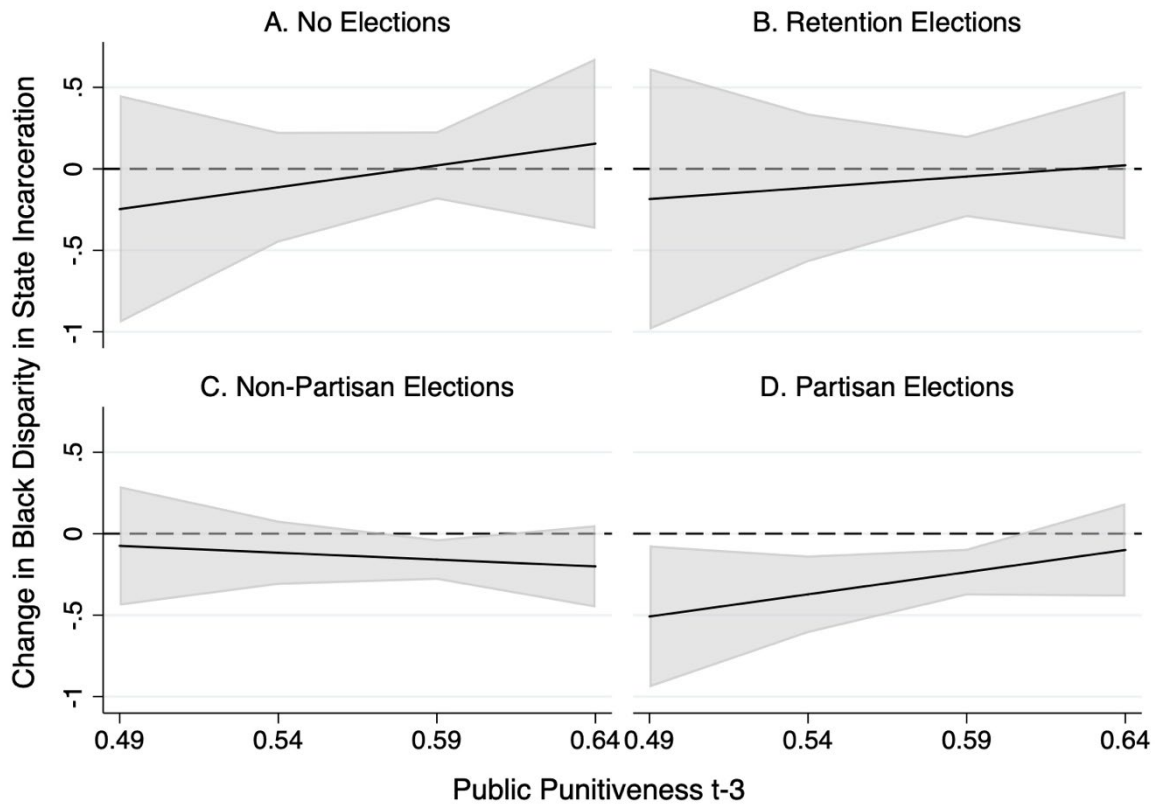 A. No Elections
B. Retention Elections
Change in Black Disparity in State Incarceration
.5
0
-.5
-1
C. Non-Partisan Elections
D. Partisan Elections
.5
0
-.5
-1
0.49 0.54 0.59 0.64 0.49 0.54 0.59 0.64
Public Punitiveness t-3